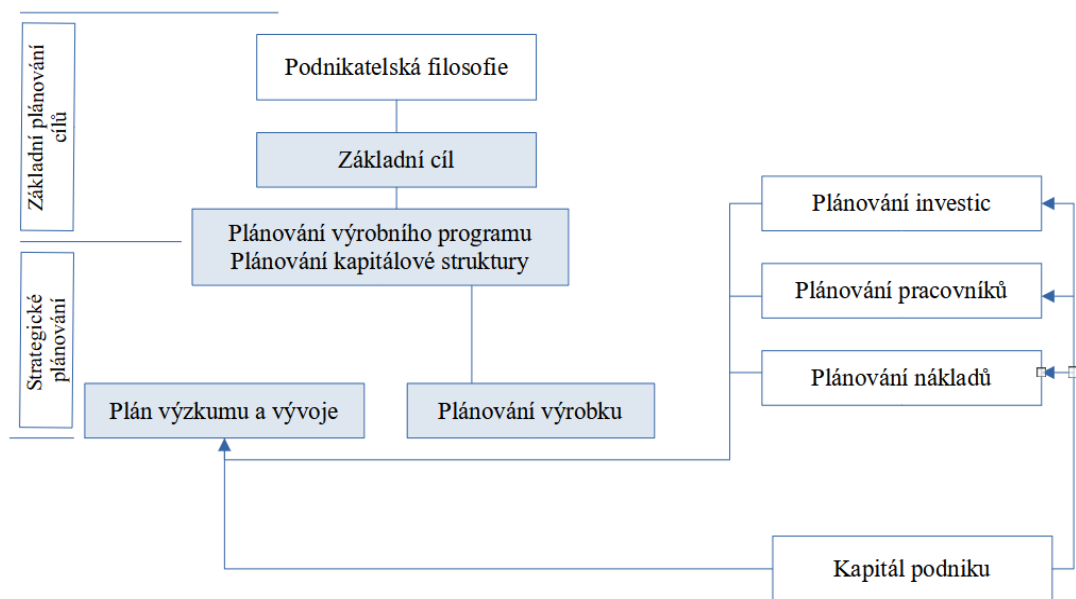 Základní plánování
cílů
Strategické
plánování
Podnikatelská filosofie
Základní cíl
Plánování výrobního programu
Plánování kapitálové struktury
Plán výzkumu a vývoje
Plánování výrobku
Plánování investic
Plánování pracovníků
Plánování nákladů
Kapitál podniku